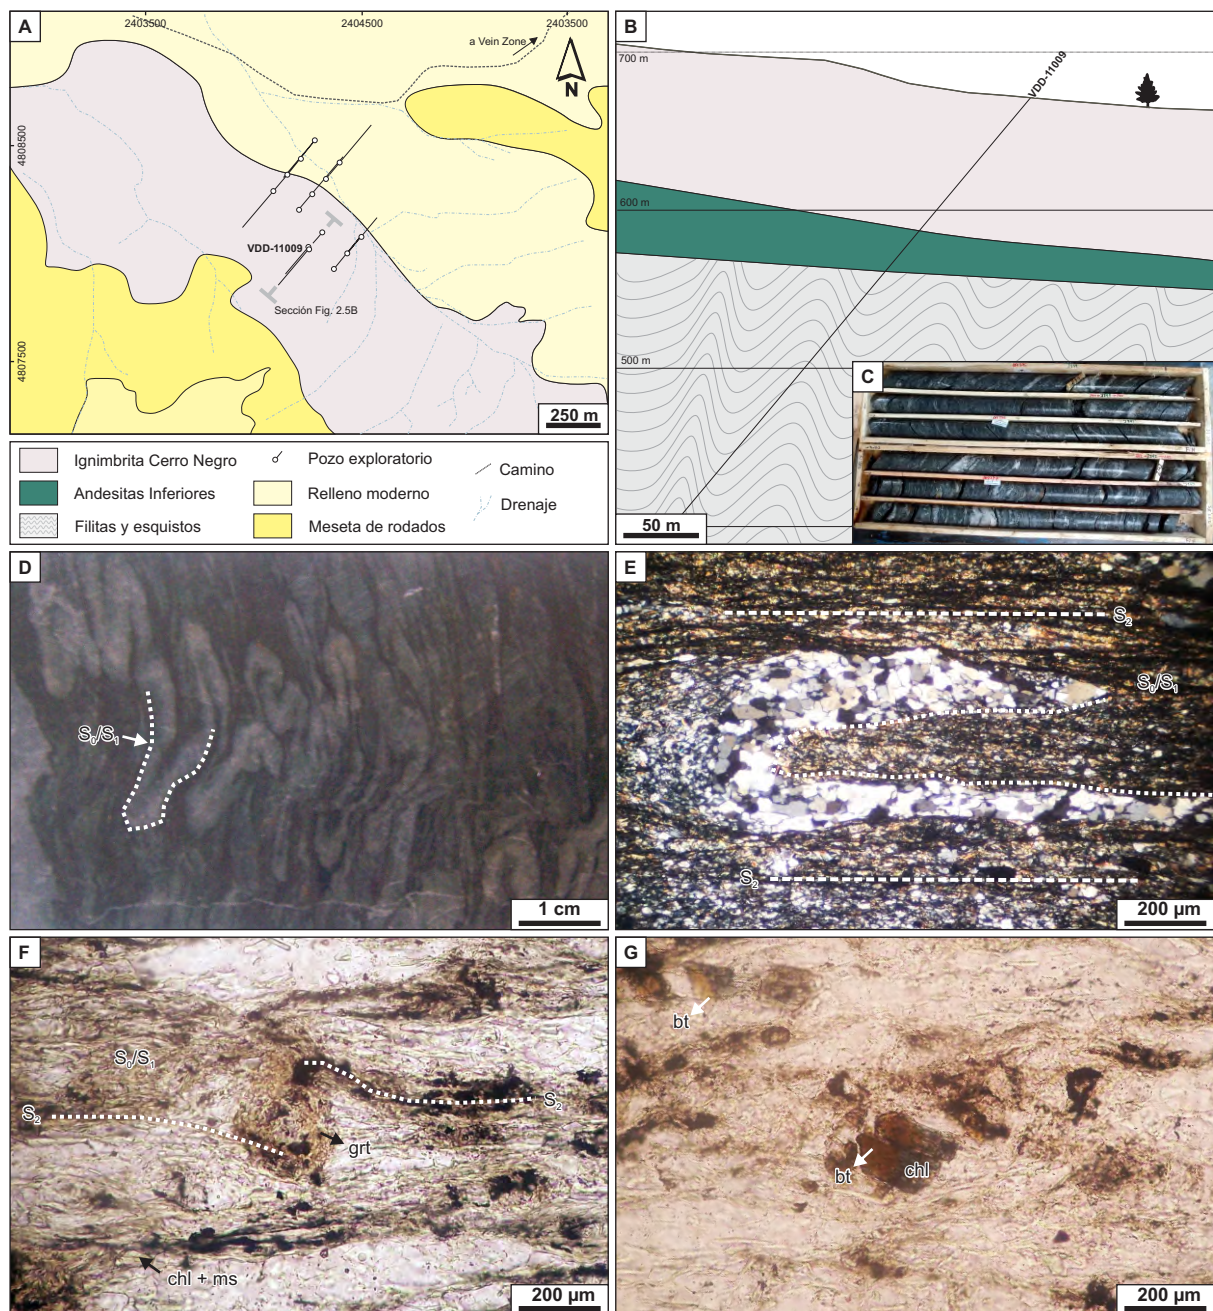 A
2403500
2404500
2403500
a Vein Zone
N
4808500
4807500
VDD-11009
Sección Fig. 2.5B
250 m
Ignimbrita Cerro Negro
Andesitas Inferiores
Filitas y esquistos
Pozo exploratorio
Relleno moderno
Meseta de rodados
Camino
Drenaje
B
700 m
VDD-11009
600 m
500 m
50 m
C
D
S₀/S₁
1 cm
E
S₂
S₀/S₁
S₂
200 µm
F
S₀/S₁
S₂
S₂
grt
chl + ms
200 µm
G
bt
bt
chl
200 µm